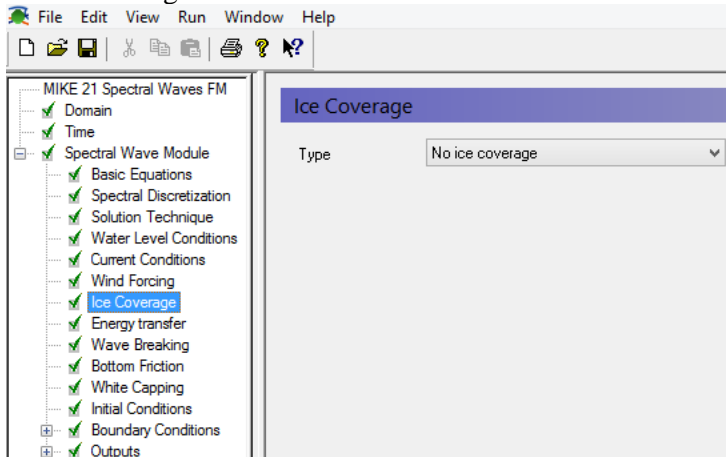 File Edit View Run Window Help
MIKE 21 Spectral Waves FM
Domain
Time
Spectral Wave Module
Basic Equations
Spectral Discretization
Solution Technique
Water Level Conditions
Current Conditions
Wind Forcing
Ice Coverage
Energy transfer
Wave Breaking
Bottom Friction
White Capping
Initial Conditions
Boundary Conditions
Outputs
Ice Coverage
Type No ice coverage